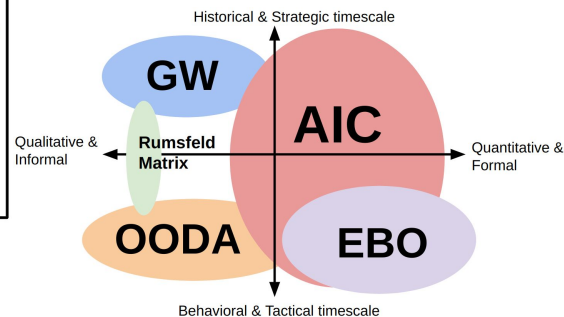 Historical & Strategic timescale
GW
AIC
Qualitative &
Informal
Rumsfeld
Matrix
Quantitative &
Formal
OODA
EBO
Behavioral & Tactical timescale